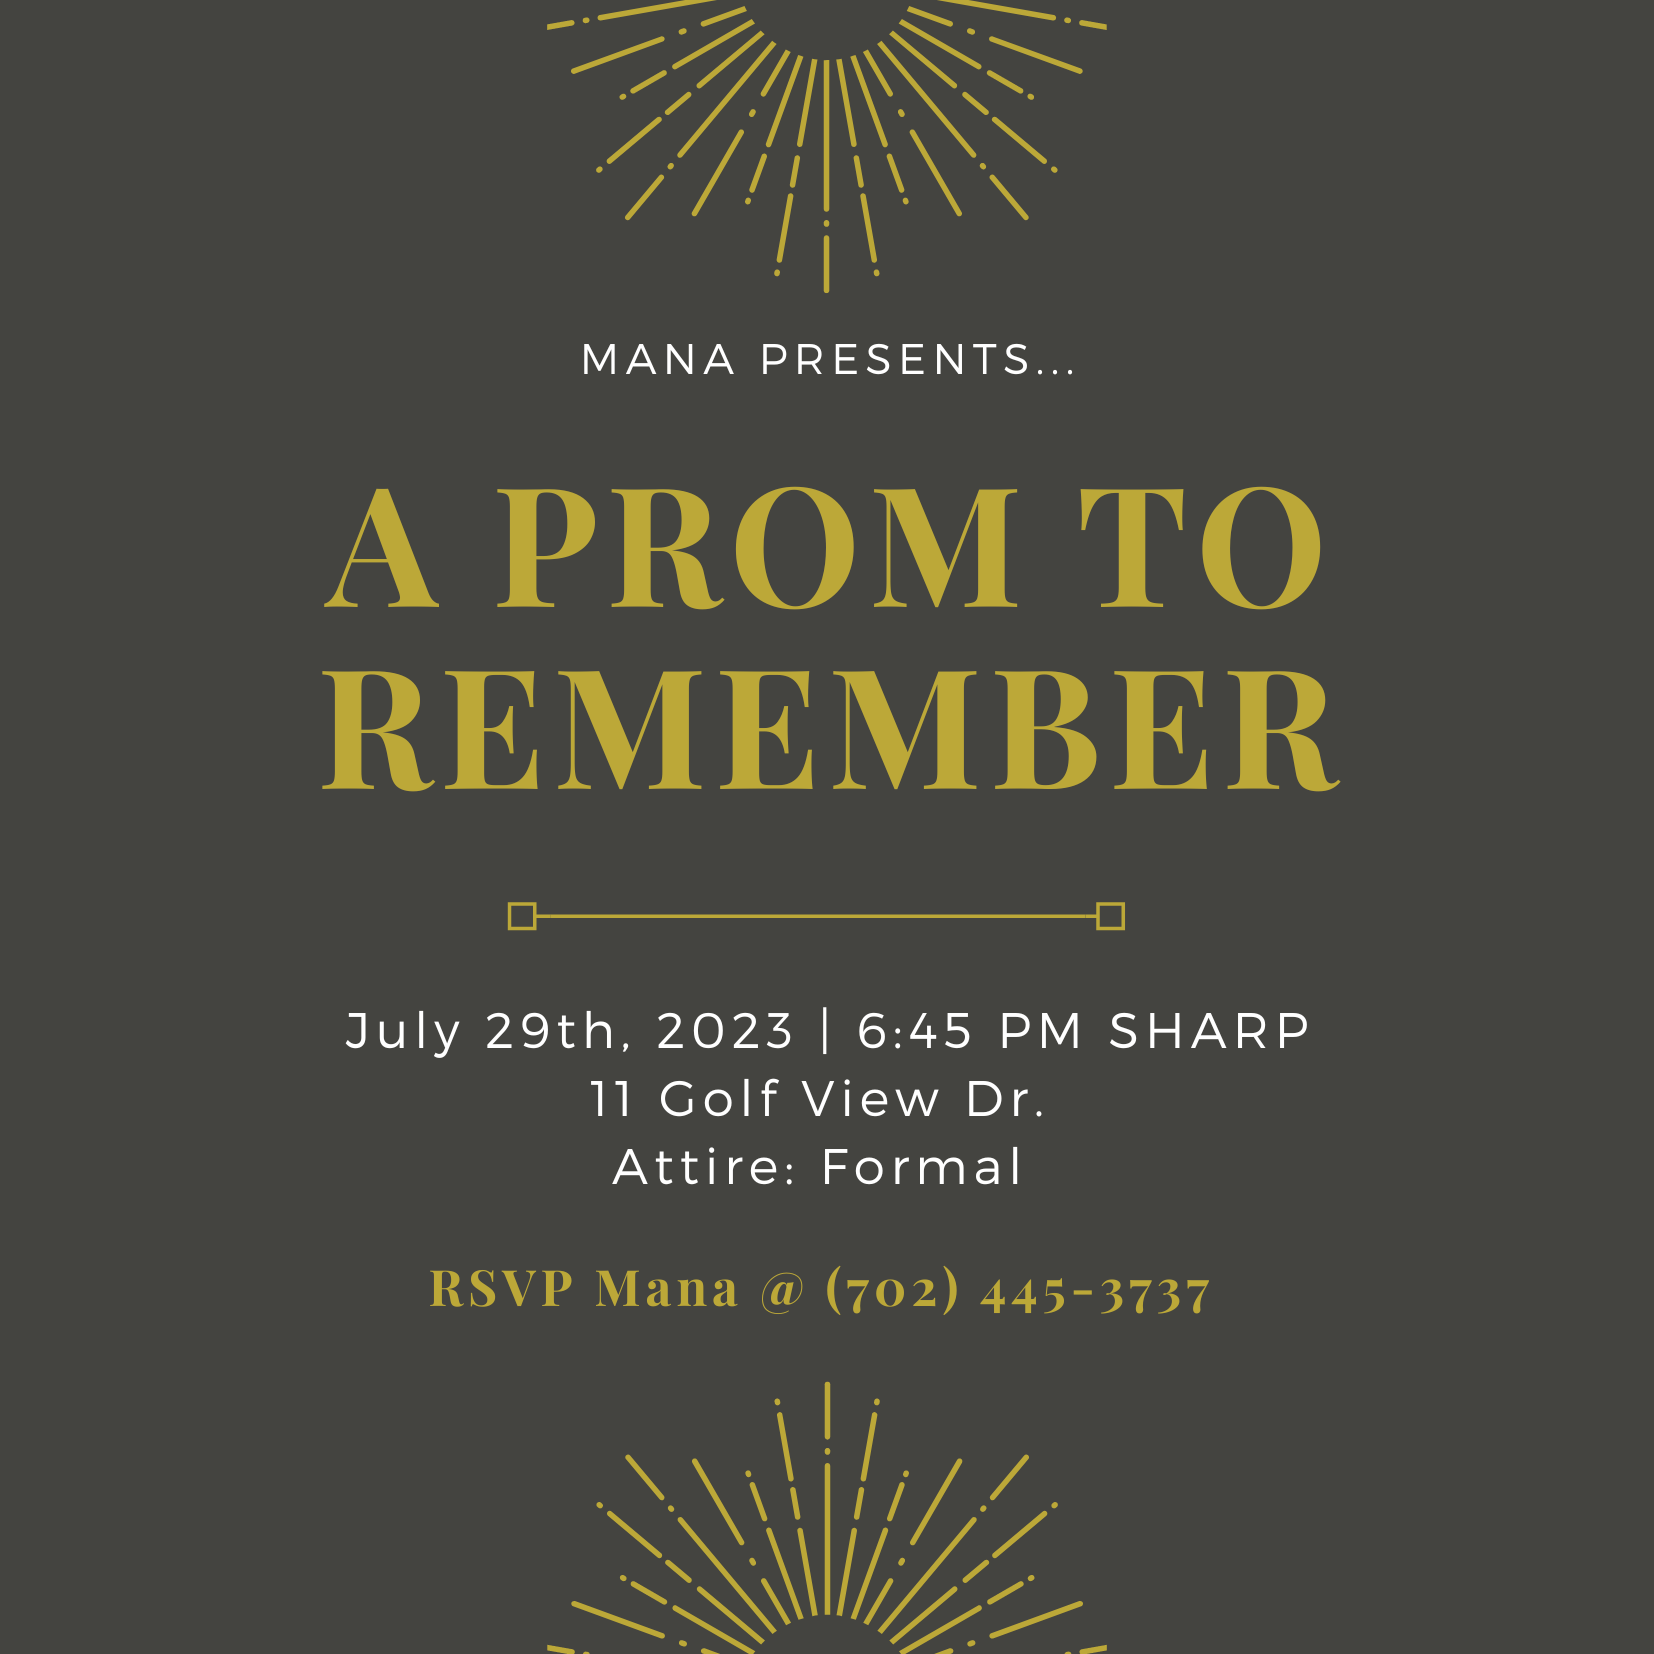 MANA PRESENTS...
A PROM TO
REMEMBER
July 29th, 2023 | 6:45 PM SHARP
11 Golf View Dr.
Attire: Formal
RSVP Mana @ (702) 445-3737